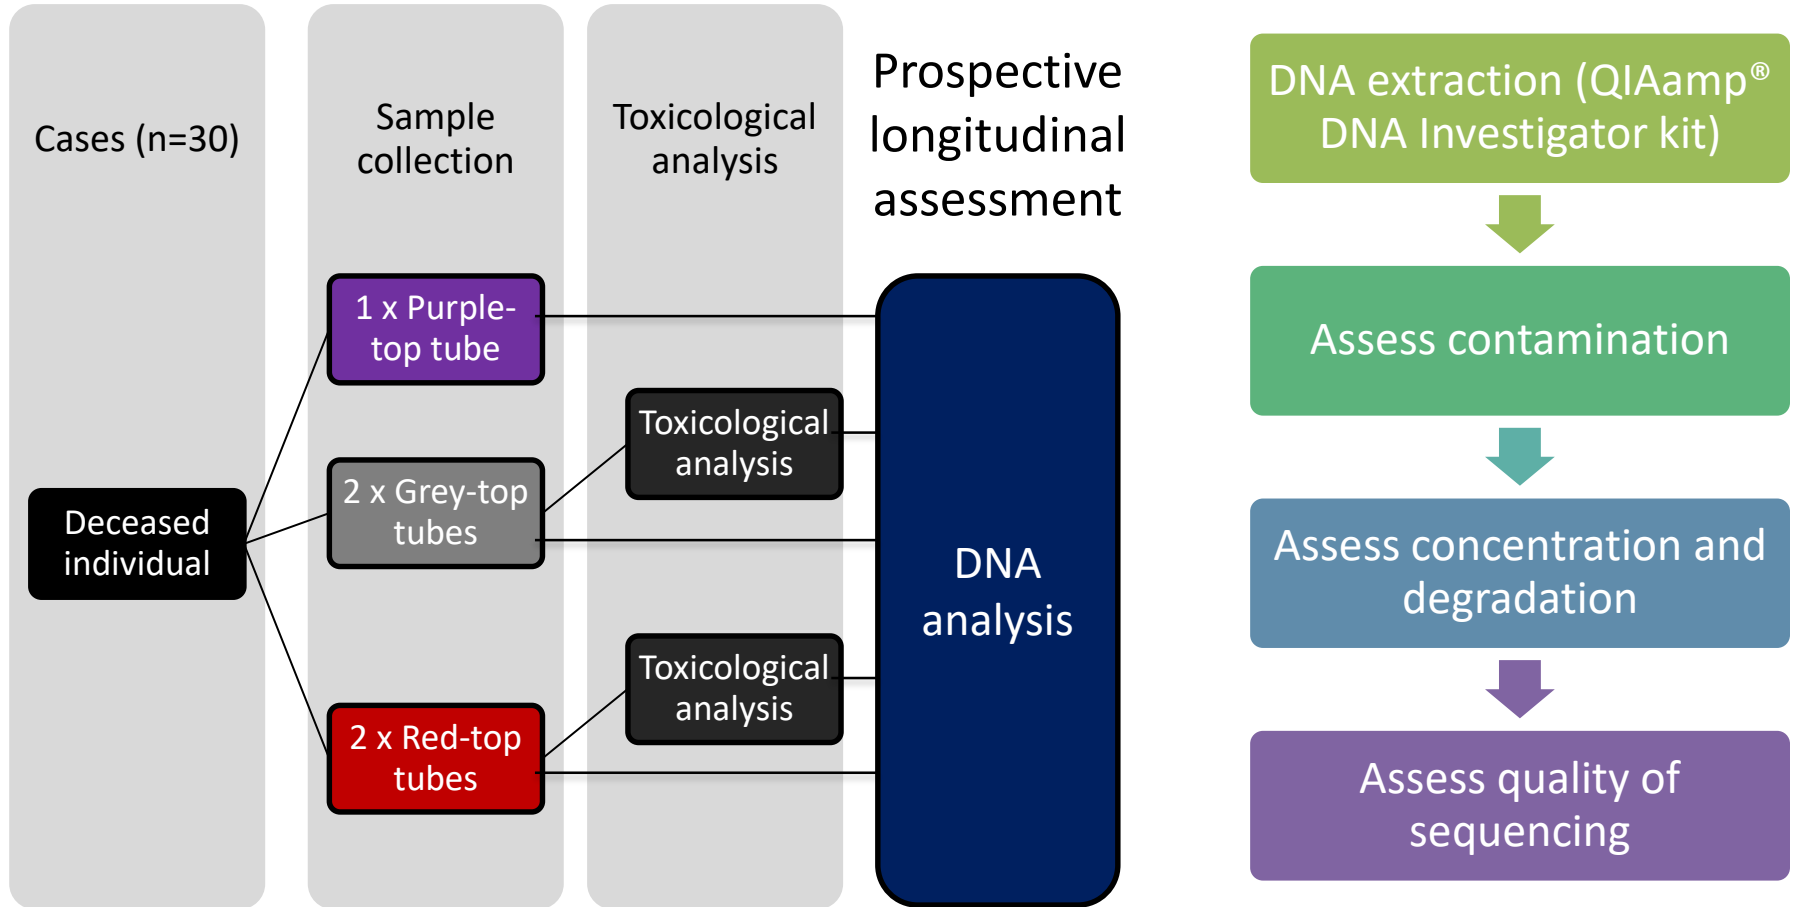 Cases (n=30)
Sample
collection
Toxicological
analysis
Prospective
longitudinal
assessment
Deceased
individual
1 x Purple-
top tube
2 x Grey-top
tubes
2 x Red-top
tubes
Toxicological
analysis
Toxicological
analysis
DNA
analysis
DNA extraction (QIAamp®
DNA Investigator kit)
Assess contamination
Assess concentration and
degradation
Assess quality of
sequencing